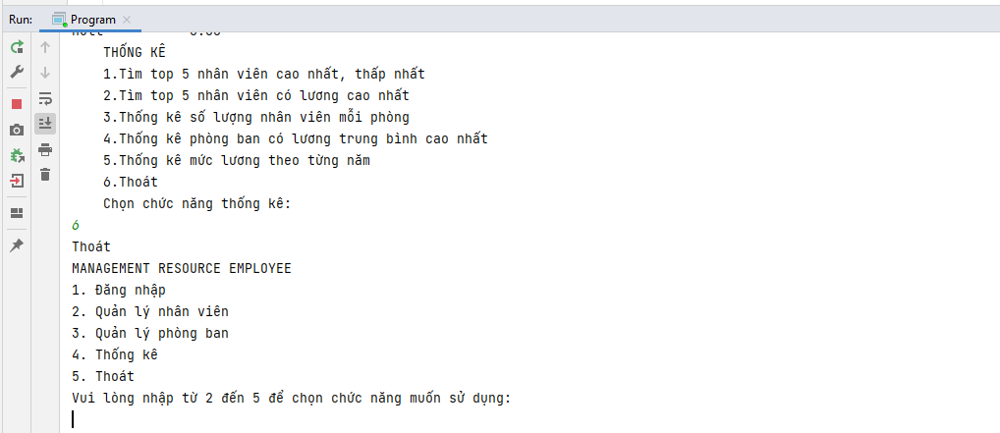 Run: Program
THỐNG KÊ
1.Tìm top 5 nhân viên cao nhất, thấp nhất
2.Tìm top 5 nhân viên có lương cao nhất
3.Thống kê số lượng nhân viên mỗi phòng
4.Thống kê phòng ban có lương trung bình cao nhất
5.Thống kê mức lương theo từng năm
6.Thoát
Chọn chức năng thống kê:
ó
Thoát
MANAGEMENT RESOURCE EMPLOYEE
1. Đăng nhập
2. Quản lý nhân viên
3. Quản lý phòng ban
4. Thống kê
5. Thoát
Vui lòng nhập từ 2 đến 5 để chọn chức năng muốn sử dụng: